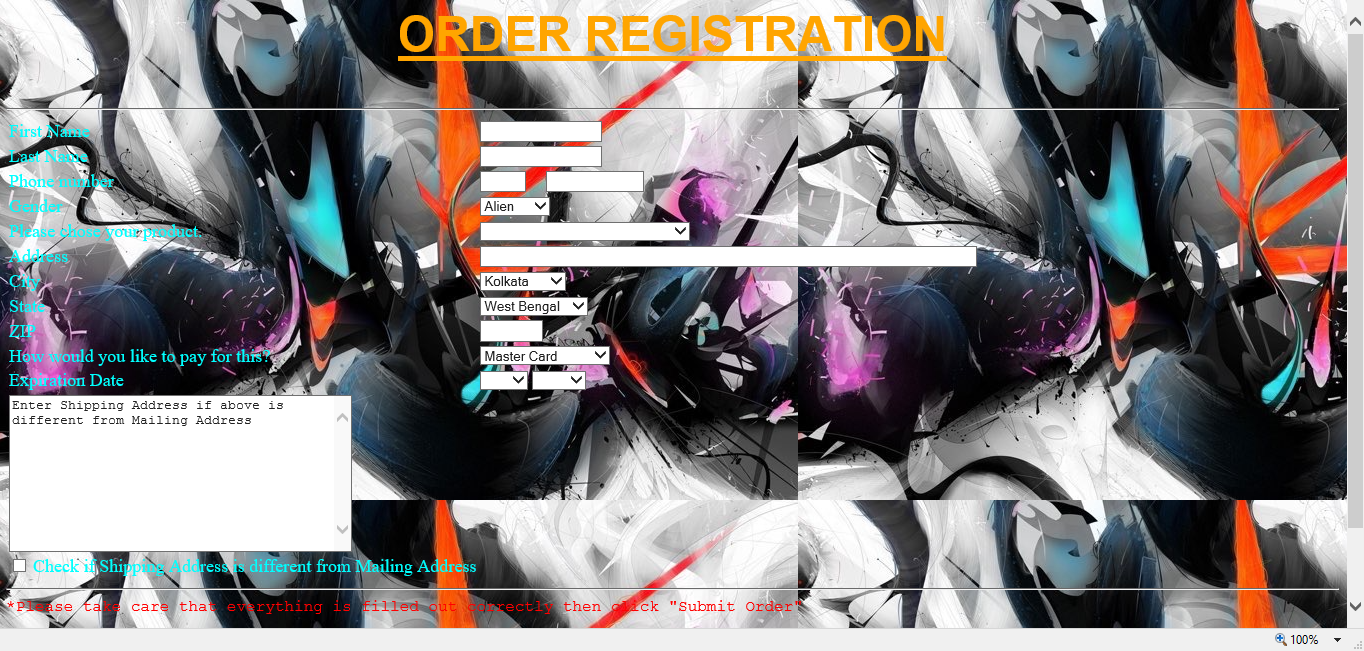 ORDER REGISTRATION
First Name
Last Name
Phone number
Gender Alien
Please chose your product.
Address
City Kolkata
State West Bengal
ZIP
How would you like to pay for this? Master Card
Expiration Date
Enter Shipping Address if above is
different from Mailing Address
Check if Shipping Address is different from Mailing Address
*Please take care that everything is filled out correctly then click "Submit Order"
100%